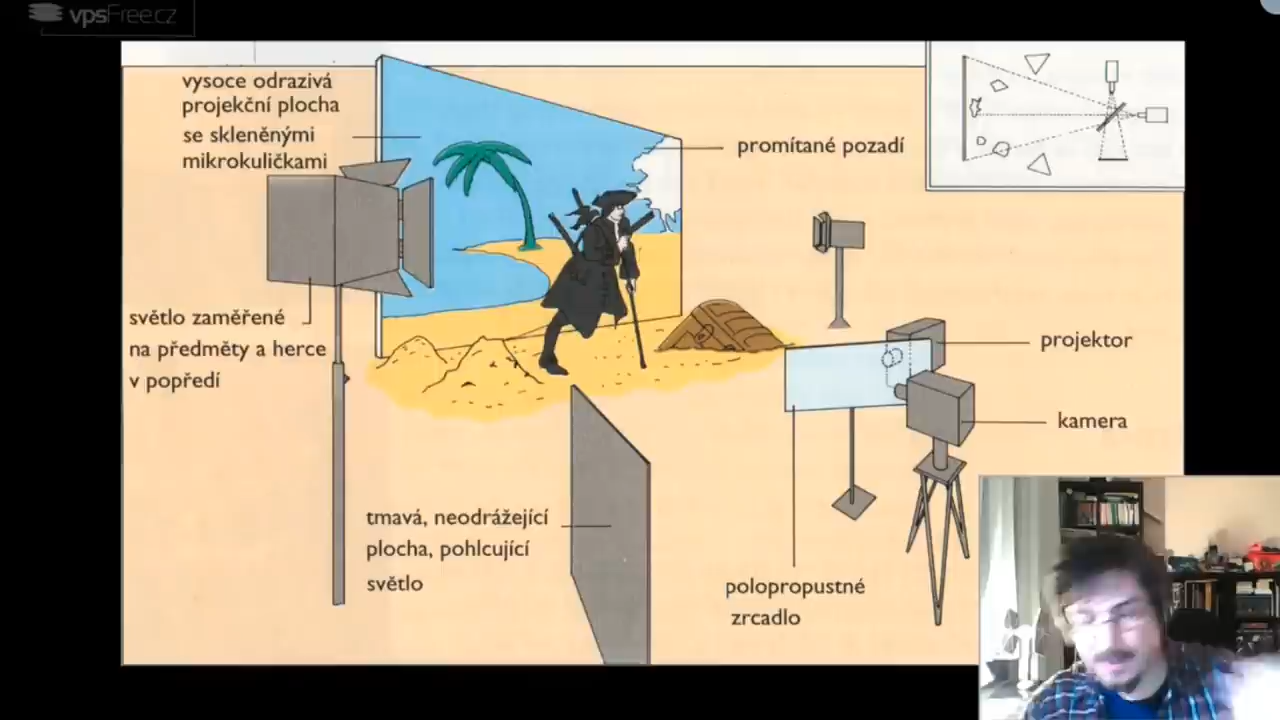 vpsFree.cz
vysoce odrazivá
projekční plocha
se skleněnými
mikrokuličkami
promítané pozadí
světlo zaměřené
na předměty a herce
v popředí
projektor
kamera
tmavá, neodrážející
plocha, pohlcující
světlo
polopropustné
zrcadlo